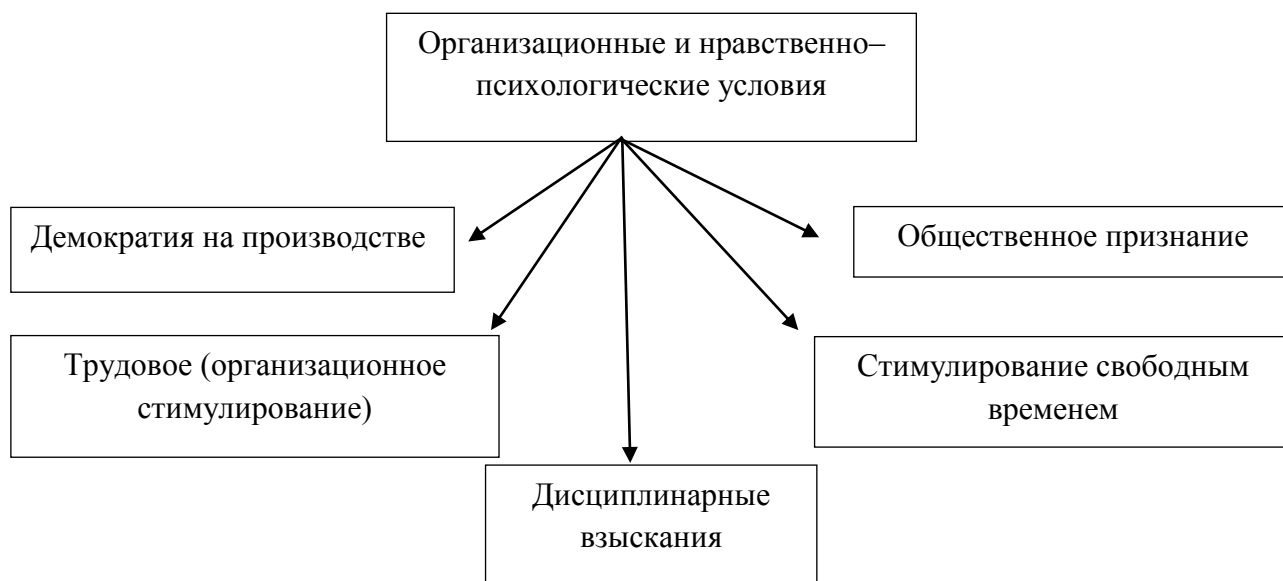 Организационные и нравственно–
психологические условия
Демократия на производстве
Общественное признание
Трудовое (организационное
стимулирование)
Стимулирование свободным
временем
Дисциплинарные
взыскания